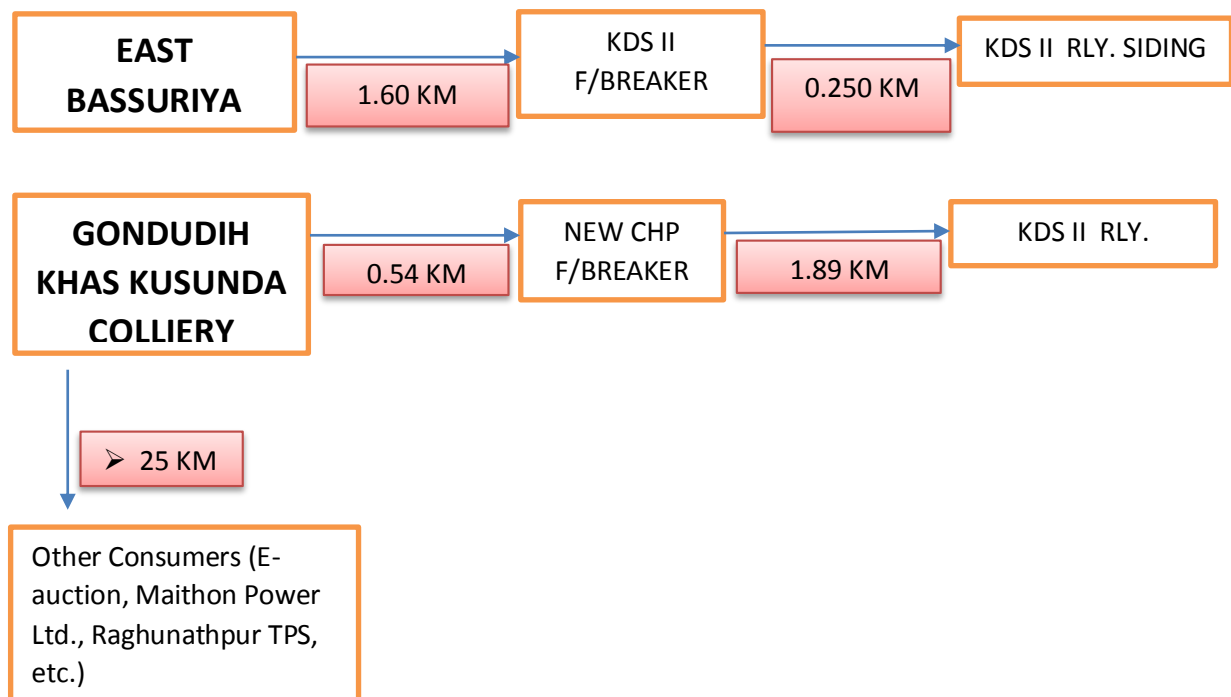 EAST
BASSURIYA
1.60 KM
KDS II
F/BREAKER
0.250 KM
KDS II RLY. SIDING
GONDUDIH
KHAS KUSUNDA
COLLIERY
0.54 KM
NEW CHP
F/BREAKER
1.89 KM
KDS II RLY.
➢ 25 KM
Other Consumers (E-
auction, Maithon Power
Ltd., Raghunathpur TPS,
etc.)